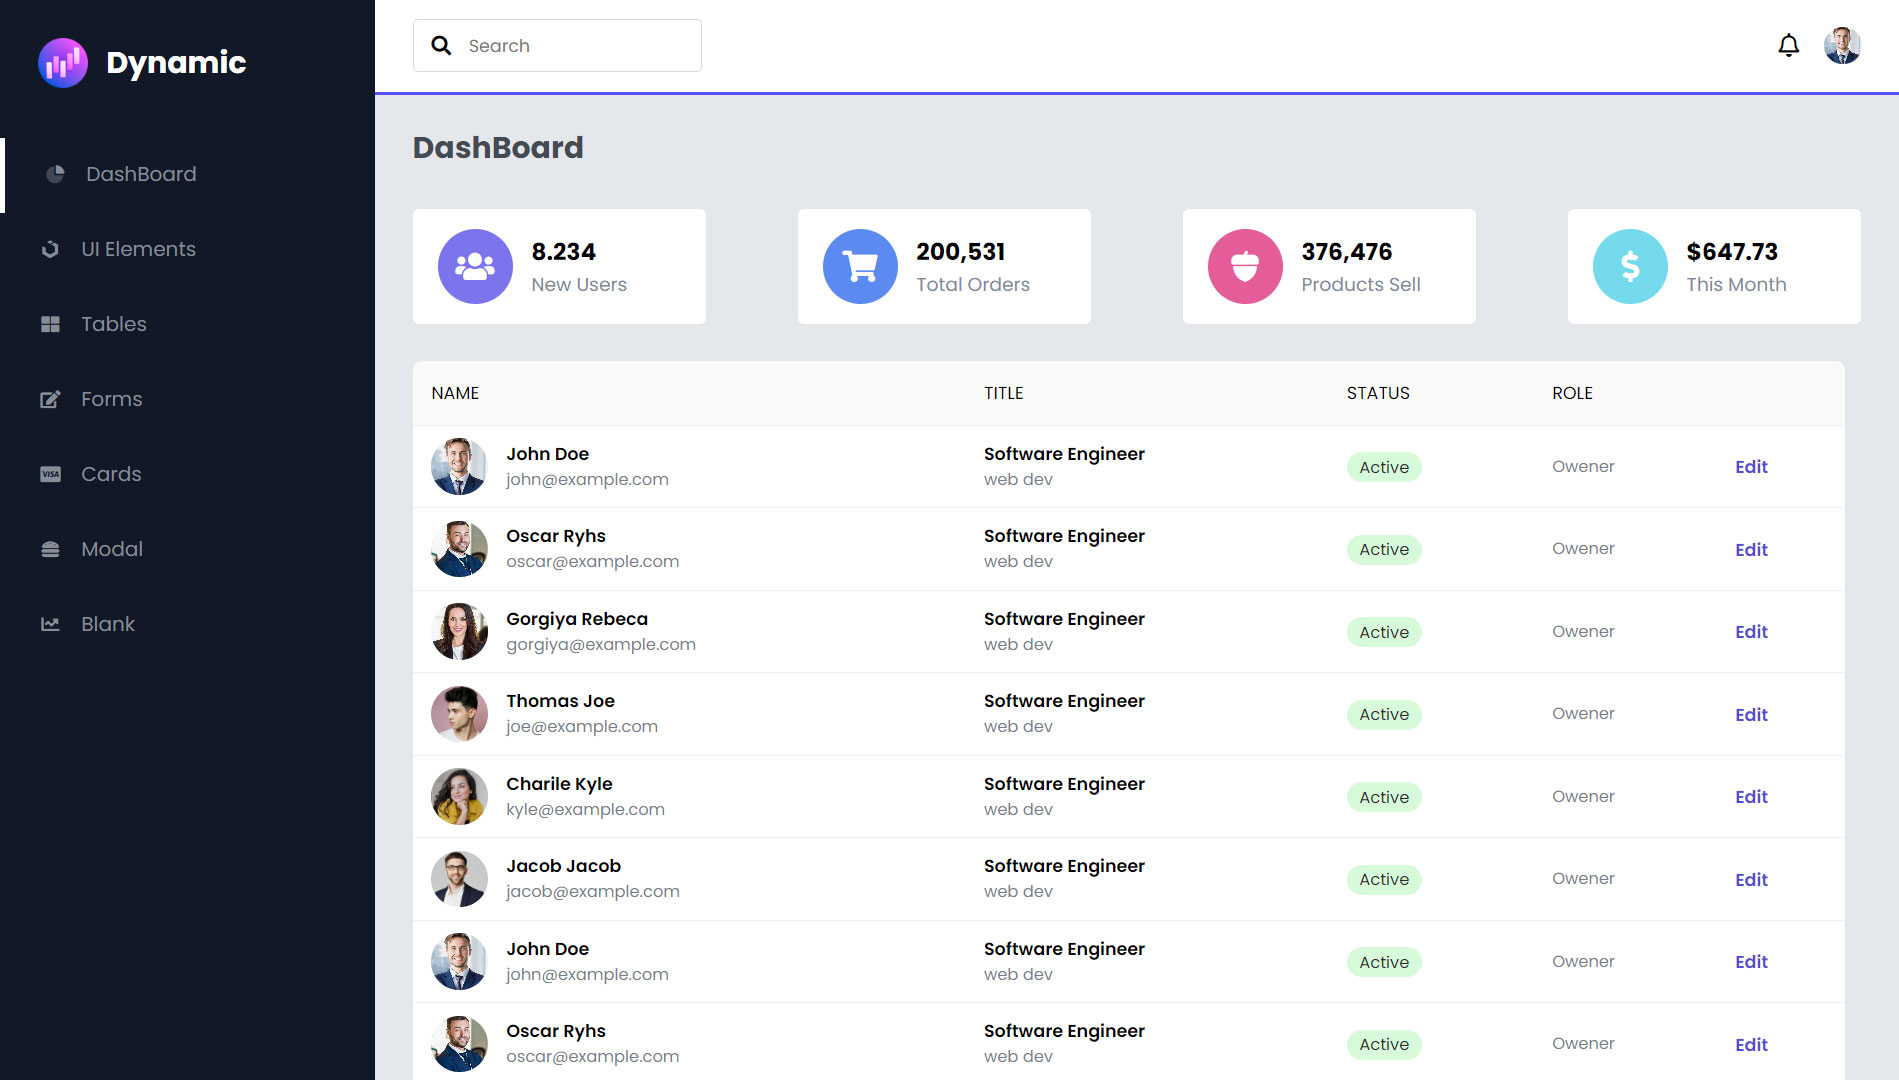 Dynamic
Search
DashBoard
UI Elements
Tables
Forms
VISA
Cards
Modal
Blank
DashBoard
8.234
New Users
200,531
Total Orders
376,476
Products Sell
$647.73
This Month
NAME TITLE STATUS ROLE
John Doe Software Engineer
john@example.com web dev Active Owener Edit
Oscar Ryhs Software Engineer
oscar@example.com web dev Active Owener Edit
Gorgiya Rebeca Software Engineer
gorgiya@example.com web dev Active Owener Edit
Thomas Joe Software Engineer
joe@example.com web dev Active Owener Edit
Charile Kyle Software Engineer
kyle@example.com web dev Active Owener Edit
Jacob Jacob Software Engineer
jacob@example.com web dev Active Owener Edit
John Doe Software Engineer
john@example.com web dev Active Owener Edit
Oscar Ryhs Software Engineer
oscar@example.com web dev Active Owener Edit